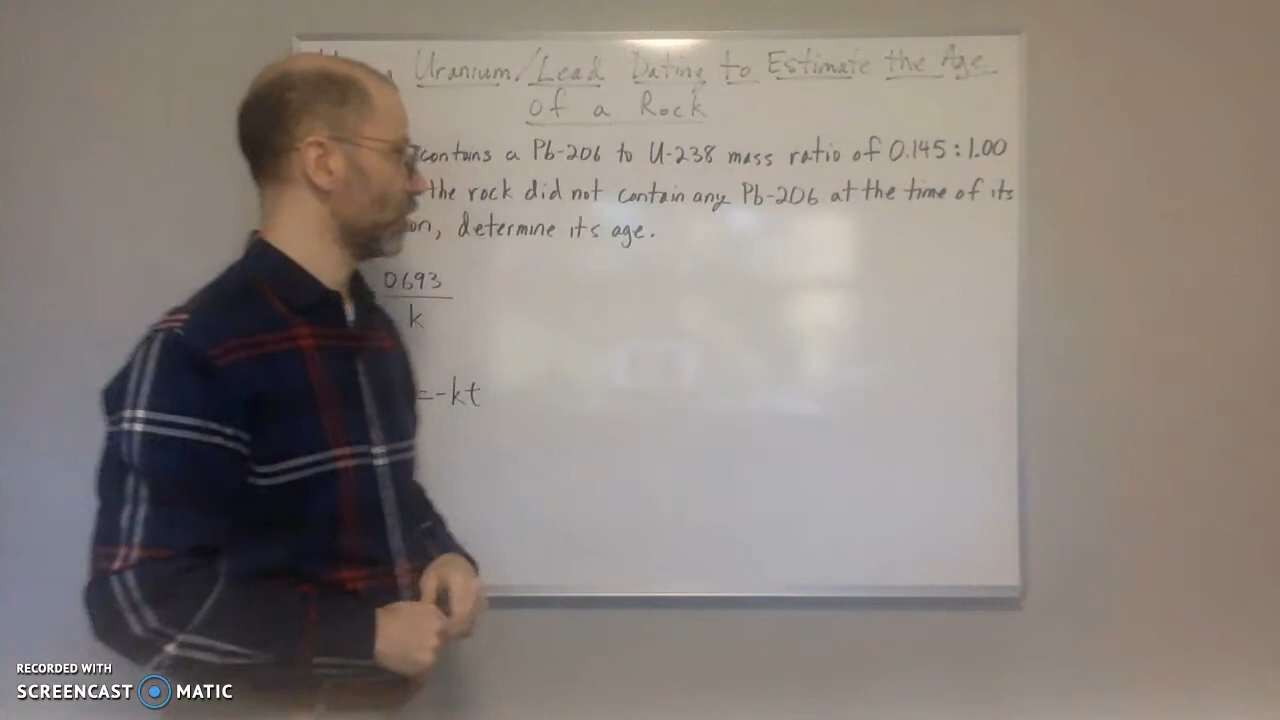 Uranium/Lead Dating to Estimate the Age
of a Rock
contains a Pb-206 to U-238 mass ratio of 0.145:1.00
the rock did not contain any Pb-206 at the time of its
on, determine its age.
0693
k
=-kt
RECORDED WITH
SCREENCAST MATIC